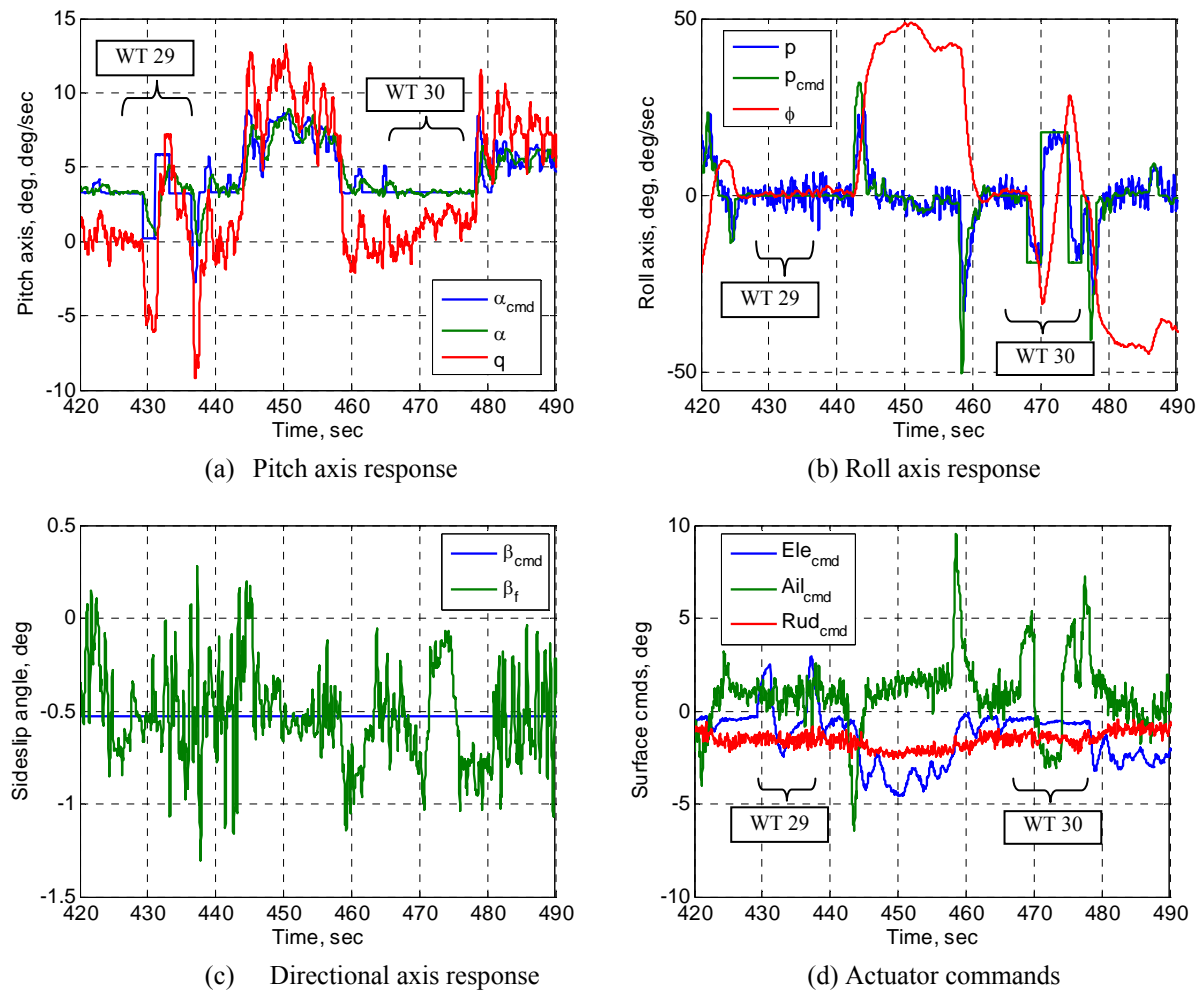 15
10
5
0
-5
-10
420 430 440 450 460 470 480 490
Pitch axis, deg, deg/sec
Time, sec
WT 29
WT 30
α_cmd
α
q
(a) Pitch axis response
50
0
-50
420 430 440 450 460 470 480 490
Roll axis, deg, deg/sec
Time, sec
p
p_cmd
ϕ
WT 29
WT 30
(b) Roll axis response
0.5
0
-0.5
-1
-1.5
420 430 440 450 460 470 480 490
Sideslip angle, deg
Time, sec
β_cmd
β_f
(c) Directional axis response
10
5
0
-5
-10
420 430 440 450 460 470 480 490
Surface cmds, deg
Time, sec
Ele_cmd
Ail_cmd
Rud_cmd
WT 29
WT 30
(d) Actuator commands